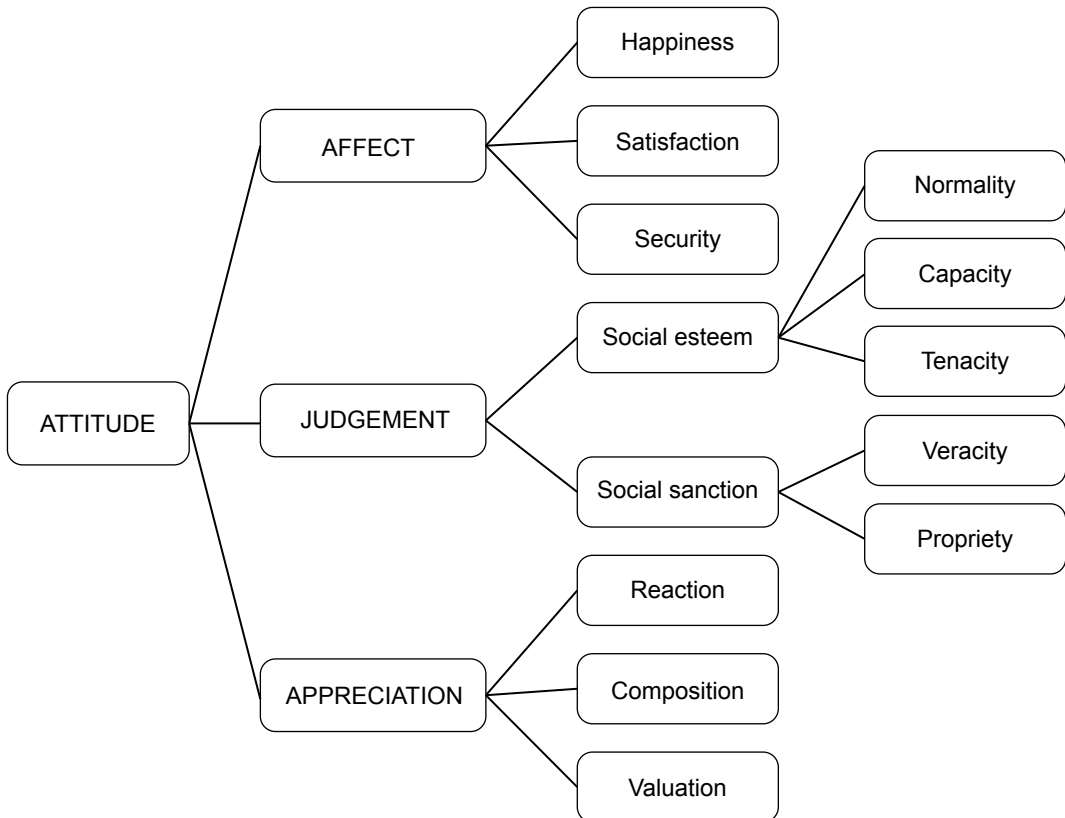 ATTITUDE
AFFECT
Happiness
Satisfaction
Security
JUDGEMENT
Social esteem
Normality
Capacity
Tenacity
Social sanction
Veracity
Propriety
APPRECIATION
Reaction
Composition
Valuation